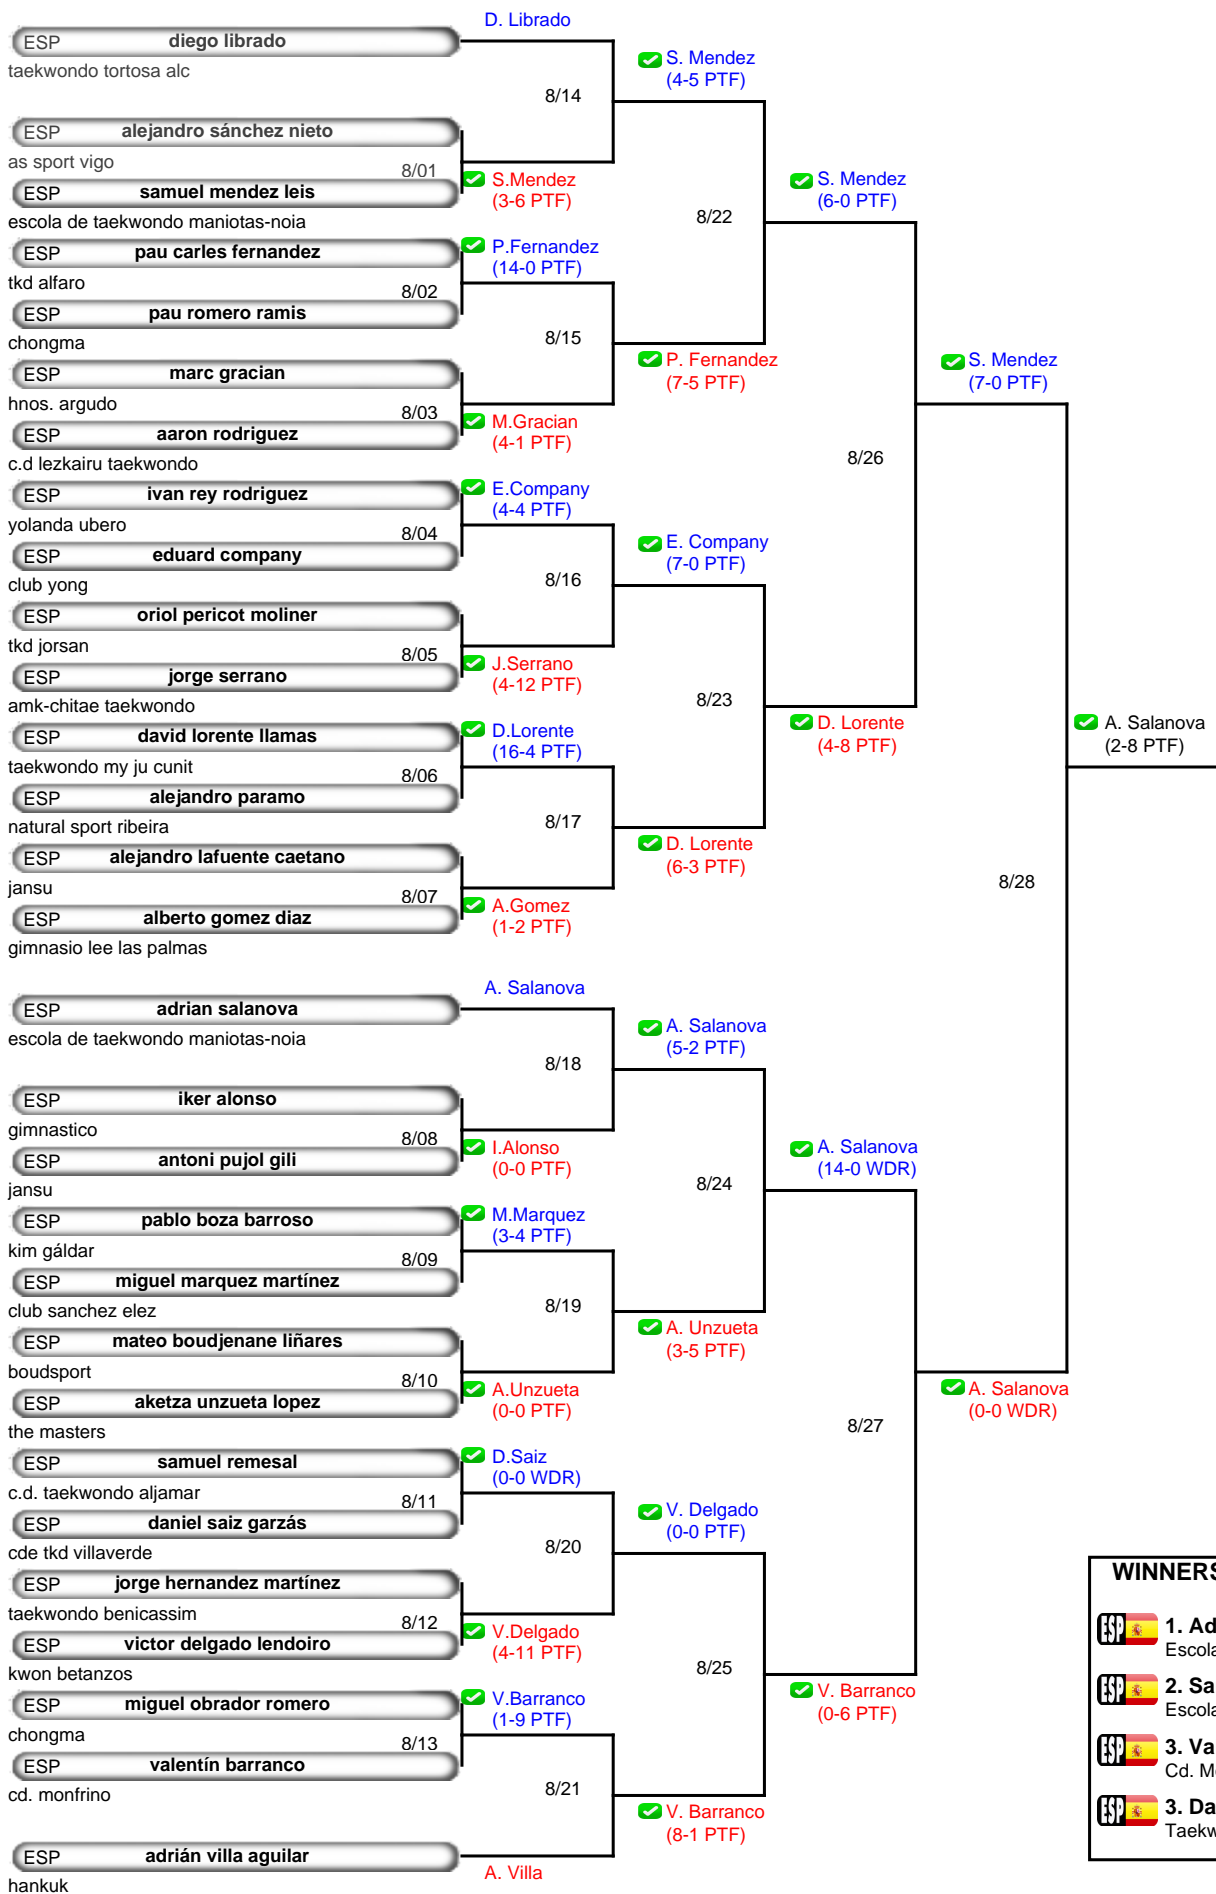 D. Librado
ESP diego librado
taekwondo tortosa alc
S. Mendez
(4-5 PTF)
8/14
ESP alejandro sánchez nieto
as sport vigo
8/01
ESP samuel mendez leis
escola de taekwondo maniotas-noia
S.Mendez
(3-6 PTF)
S. Mendez
(6-0 PTF)
8/22
ESP pau carles fernandez
tkd alfaro
P.Fernandez
(14-0 PTF)
8/02
ESP pau romero ramis
chongma
8/15
P. Fernandez
(7-5 PTF)
S. Mendez
(7-0 PTF)
ESP marc gracian
hnos. argudo
8/03
ESP aaron rodriguez
c.d lezkairu taekwondo
M.Gracian
(4-1 PTF)
8/26
ESP ivan rey rodriguez
yolanda ubero
E.Company
(4-4 PTF)
8/04
ESP eduard company
club yong
E. Company
(7-0 PTF)
8/16
ESP oriol pericot moliner
tkd jorsan
8/05
ESP jorge serrano
amk-chitae taekwondo
J.Serrano
(4-12 PTF)
8/23
D. Lorente
(4-8 PTF)
A. Salanova
(2-8 PTF)
ESP david lorente llamas
taekwondo my ju cunit
D.Lorente
(16-4 PTF)
8/06
ESP alejandro paramo
natural sport ribeira
8/17
D. Lorente
(6-3 PTF)
ESP alejandro lafuente caetano
jansu
8/07
ESP alberto gomez diaz
gimnasio lee las palmas
A.Gomez
(1-2 PTF)
8/28
A. Salanova
ESP adrian salanova
escola de taekwondo maniotas-noia
A. Salanova
(5-2 PTF)
8/18
ESP iker alonso
gimnastico
8/08
ESP antoni pujol gili
jansu
I.Alonso
(0-0 PTF)
A. Salanova
(14-0 WDR)
8/24
ESP pablo boza barroso
kim gáldar
M.Marquez
(3-4 PTF)
8/09
ESP miguel marquez martínez
club sanchez elez
8/19
A. Unzueta
(3-5 PTF)
ESP mateo boudjenane liñares
boudsport
8/10
ESP aketza unzueta lopez
the masters
A.Unzueta
(0-0 PTF)
A. Salanova
(0-0 WDR)
8/27
ESP samuel remesal
c.d. taekwondo aljamar
D.Saiz
(0-0 WDR)
8/11
ESP daniel saiz garzás
cde tkd villaverde
V. Delgado
(0-0 PTF)
8/20
ESP jorge hernandez martínez
taekwondo benicassim
8/12
ESP victor delgado lendoiro
kwon betanzos
V.Delgado
(4-11 PTF)
8/25
V. Barranco
(0-6 PTF)
ESP miguel obrador romero
chongma
V.Barranco
(1-9 PTF)
8/13
ESP valentín barranco
cd. monfrino
8/21
V. Barranco
(8-1 PTF)
ESP adrián villa aguilar
hankuk
A. Villa
WINNERS
ESP 1. Ad
Escola
ESP 2. Sa
Escola
ESP 3. Va
Cd. M
ESP 3. Da
Taekw